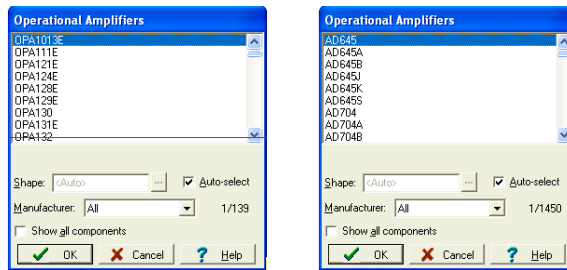 Operational Amplifiers
OPA1013E
OPA111E
OPA121E
OPA124E
OPA128E
OPA129E
OPA130
OPA131E
OPA132
Shape: <Auto> ... Auto-select
Manufacturer: All 1/139
Show all components
OK Cancel Help
Operational Amplifiers
AD645
AD645A
AD645B
AD645J
AD645K
AD645S
AD704
AD704A
AD704B
Shape: <Auto> ... Auto-select
Manufacturer: All 1/1450
Show all components
OK Cancel Help